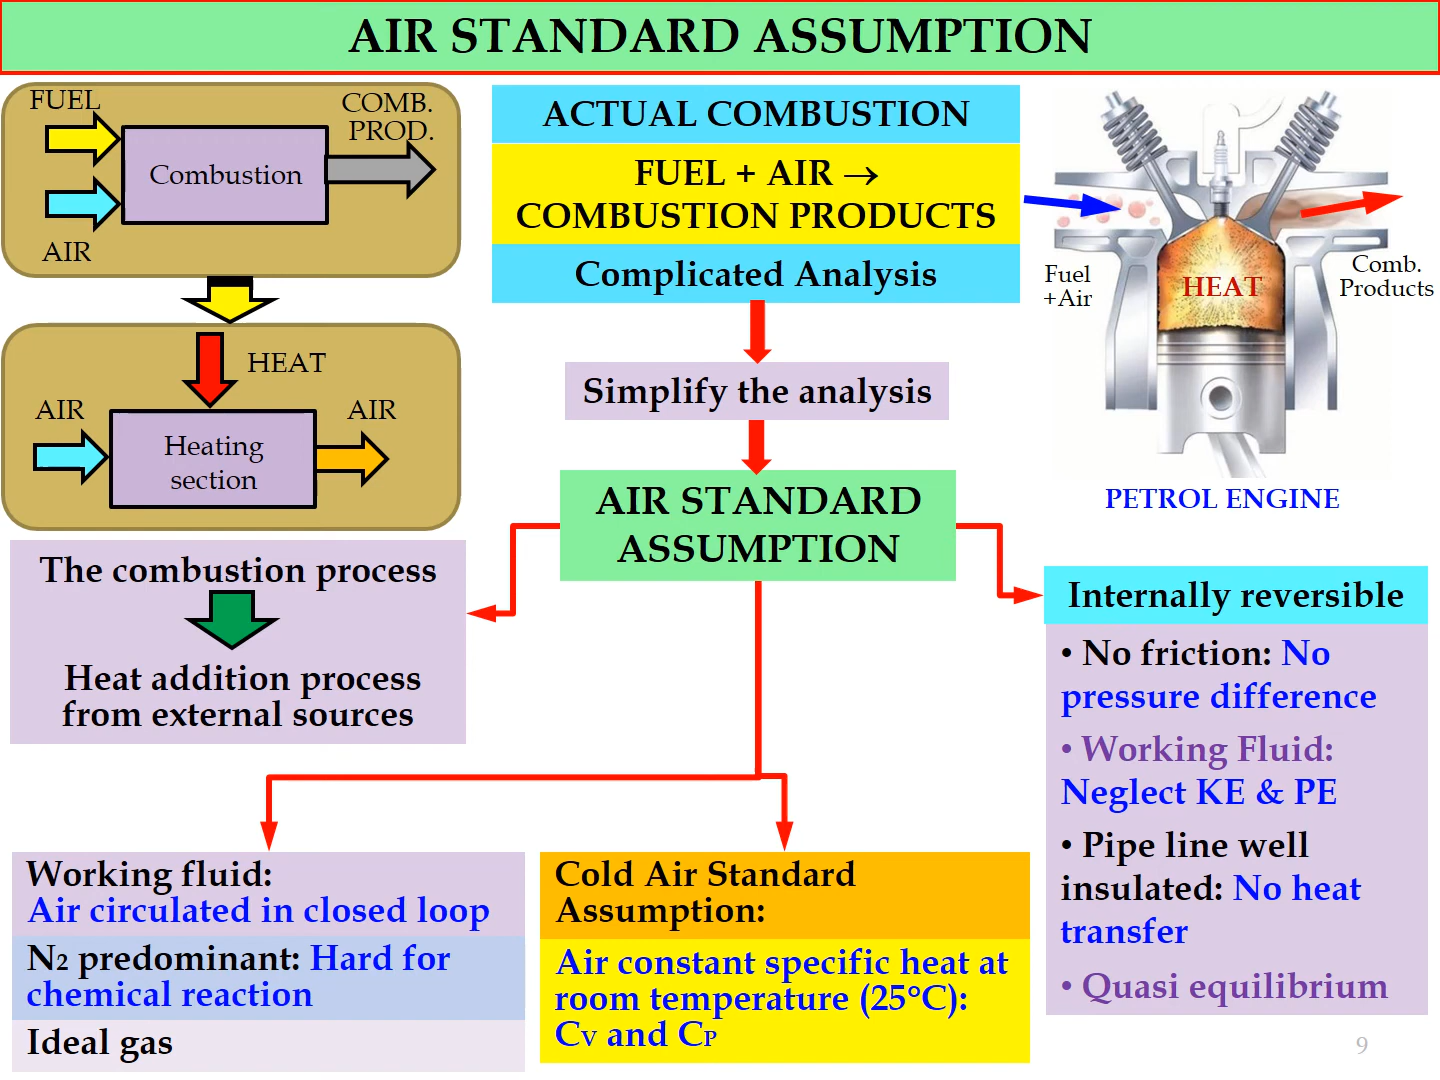 AIR STANDARD ASSUMPTION
FUEL
COMB.
PROD.
Combustion
AIR
HEAT
AIR
AIR
Heating
section
The combustion process
Heat addition process
from external sources
ACTUAL COMBUSTION
FUEL + AIR →
COMBUSTION PRODUCTS
Complicated Analysis
Simplify the analysis
AIR STANDARD
ASSUMPTION
Fuel
+Air
HEAT
Comb.
Products
PETROL ENGINE
Internally reversible
• No friction: No
pressure difference
• Working Fluid:
Neglect KE & PE
• Pipe line well
insulated: No heat
transfer
• Quasi equilibrium
Working fluid:
Air circulated in closed loop
N2 predominant: Hard for
chemical reaction
Ideal gas
Cold Air Standard
Assumption:
Air constant specific heat at
room temperature (25°C):
CV and CP
9